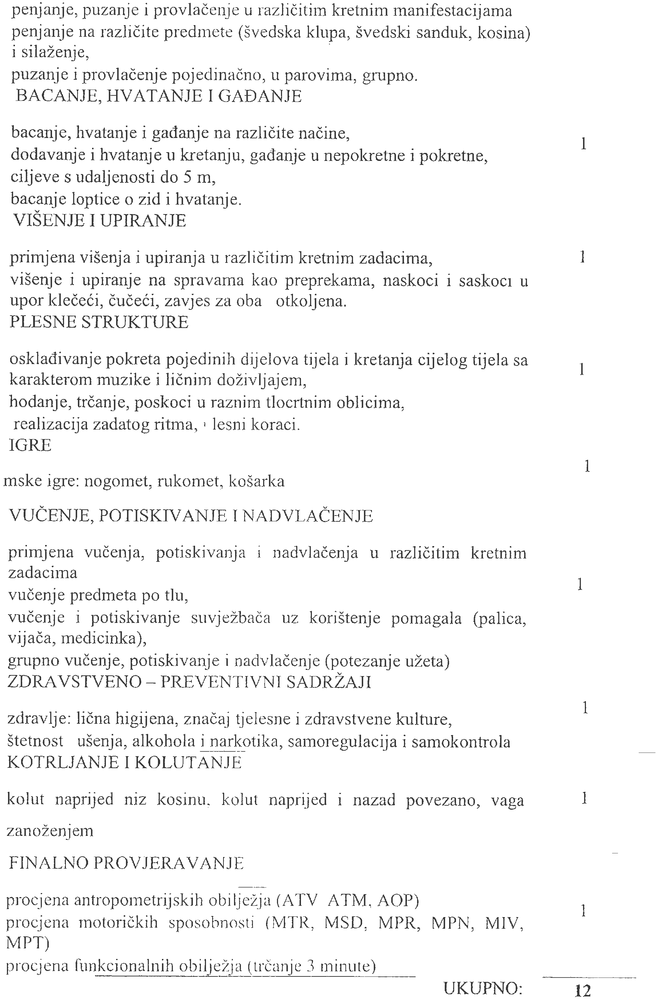 penjanje, puzanje i provlačenje u različitim kretnim manifestacijama
penjanje na različite predmete (švedska klupa, švedski sanduk, kosina)
i silaženje,
puzanje i provlačenje pojedinačno, u parovima, grupno.
BACANJE, HVATANJE I GAĐANJE
bacanje, hvatanje i gađanje na različite načine,
1
dodavanje i hvatanje u kretanju, gađanje u nepokretne i pokretne,
ciljeve s udaljenosti do 5 m,
bacanje loptice o zid i hvatanje.
VIŠENJE I UPIRANJE
primjena višenja i upiranja u različitim kretnim zadacima, 1
višenje i upiranje na spravama kao preprekama, naskoci i saskoci u
upor klečeći, čučeći, zavjes za oba otkoljena.
PLESNE STRUKTURE
osklađivanje pokreta pojedinih dijelova tijela i kretanja cijelog tijela sa
1
karakterom muzike i ličnim doživljajem,
hodanje, trčanje, poskoci u raznim tlocrtnim oblicima,
realizacija zadatog ritma, lesni koraci.
IGRE
1
mske igre: nogomet, rukomet, košarka
VUČENJE, POTISKIVANJE I NADVLAČENJE
primjena vučenja, potiskivanja i nadvlačenja u različitim kretnim
zadacima
1
vučenje predmeta po tlu,
vučenje i potiskivanje suvježbača uz korištenje pomagala (palica,
vijača, medicinka),
grupno vučenje, potiskivanje i nadvlačenje (potezanje užeta)
ZDRAVSTVENO – PREVENTIVNI SADRŽAJI
1
zdravlje: lična higijena, značaj tjelesne i zdravstvene kulture,
štetnost ušenja, alkohola i narkotika, samoregulacija i samokontrola
KOTRLJANJE I KOLUTANJE
kolut naprijed niz kosinu, kolut naprijed i nazad povezano, vaga 1
zanoženjem
FINALNO PROVJERAVANJE
procjena antropometrijskih obilježja (ATV ATM, AOP)
1
procjena motoričkih sposobnosti (MTR, MSD, MPR, MPN, MIV,
MPT)
procjena funkcionalnih obilježja (trčanje 3 minute)
UKUPNO: 12